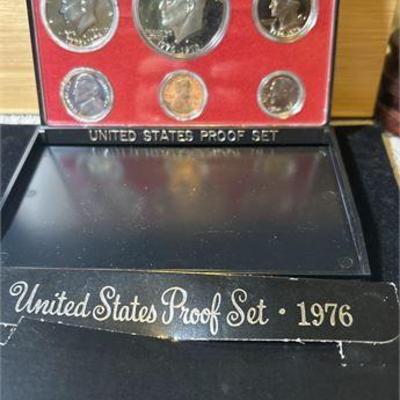 UNITED STATES PROOF SET
United States Proof Set • 1976